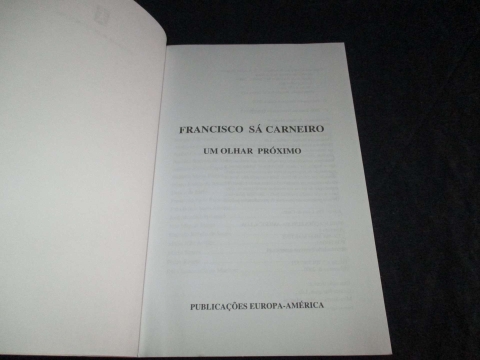 FRANCISCO SÁ CARNEIRO
UM OLHAR PRÓXIMO
PUBLICAÇÕES EUROPA-AMÉRICA